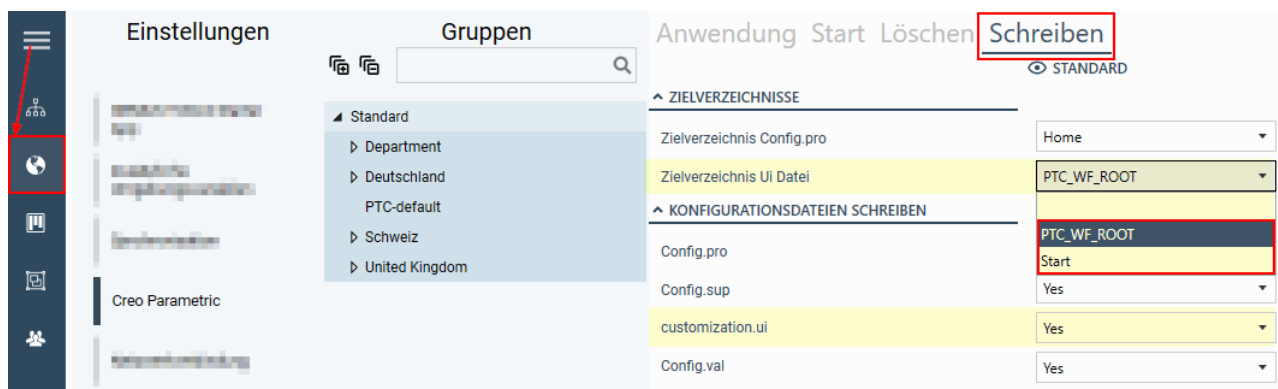 Einstellungen
Gruppen
Anwendung Start Löschen Schreiben
STANDARD
ZIELVERZEICHNISSE
Standard
Department
Deutschland
PTC-default
Schweiz
United Kingdom
Creo Parametric
Zielverzeichnis Config.pro
Home
Zielverzeichnis Ui Datei
PTC_WF_ROOT
KONFIGURATIONSDATEIEN SCHREIBEN
PTC_WF_ROOT
Start
Config.pro
Config.sup
Yes
customization.ui
Yes
Config.val
Yes